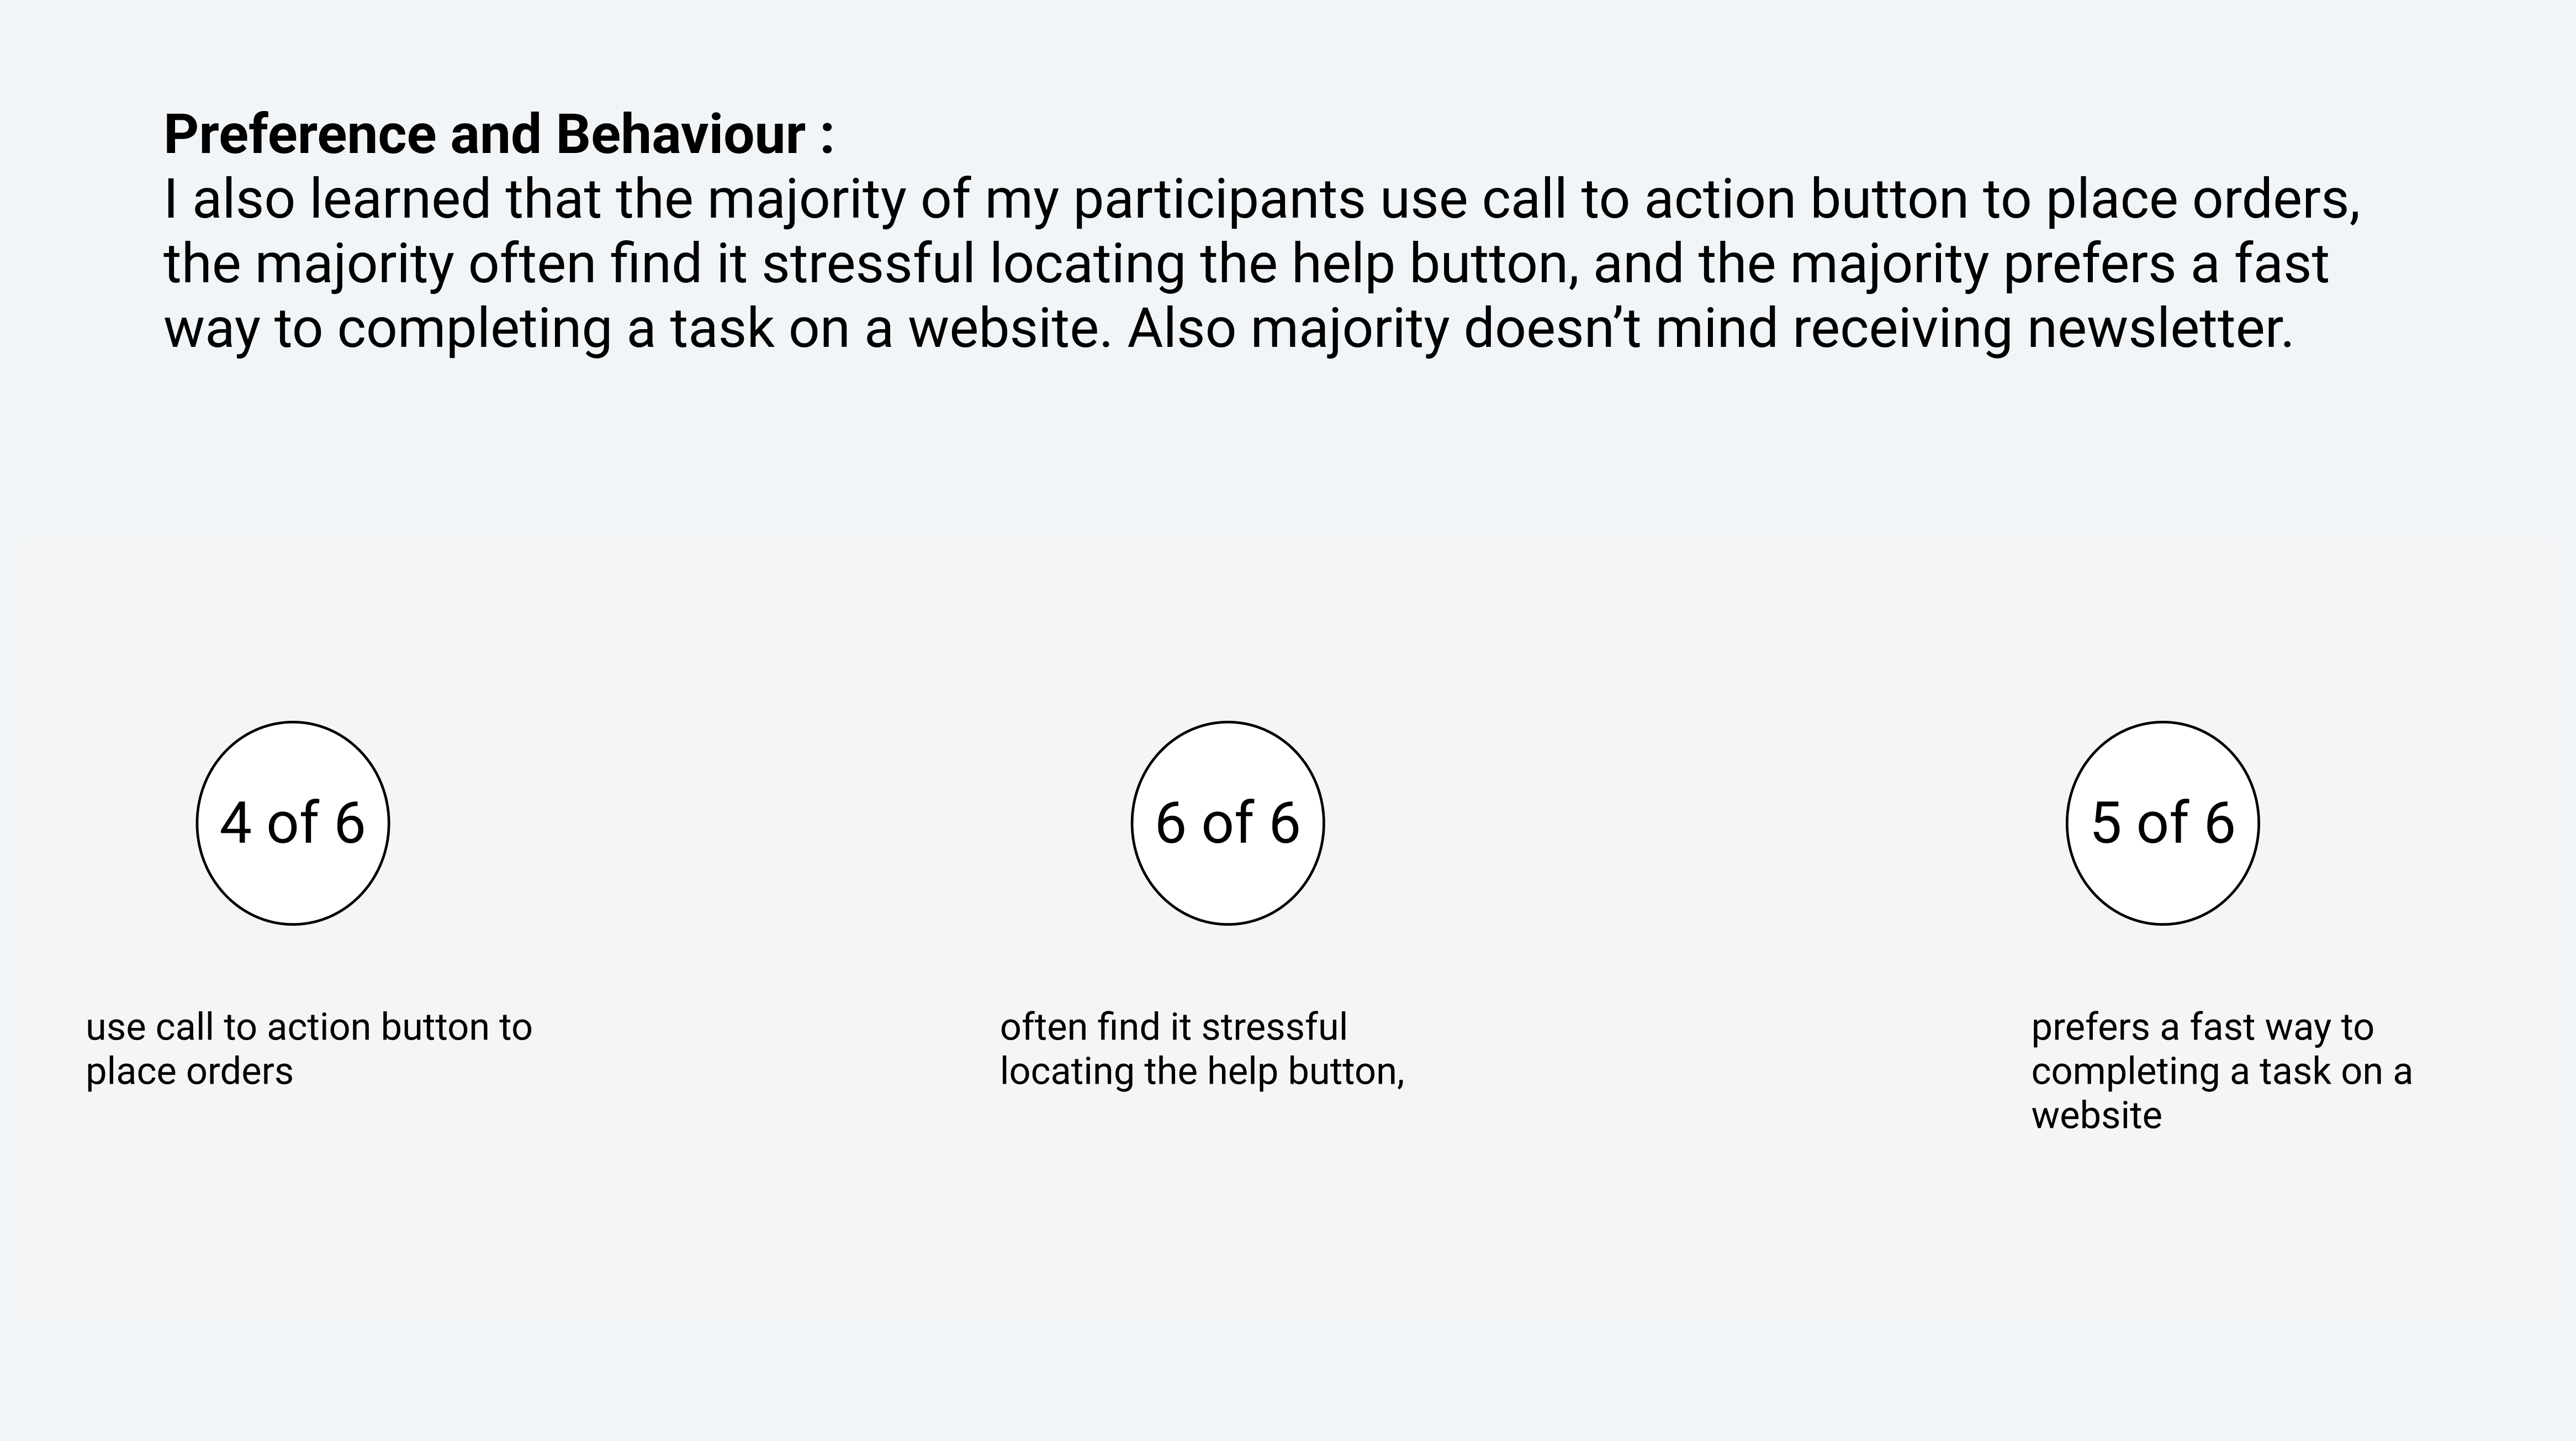 Preference and Behaviour :
I also learned that the majority of my participants use call to action button to place orders,
the majority often find it stressful locating the help button, and the majority prefers a fast
way to completing a task on a website. Also majority doesn’t mind receiving newsletter.
4 of 6
use call to action button to
place orders
6 of 6
often find it stressful
locating the help button,
5 of 6
prefers a fast way to
completing a task on a
website